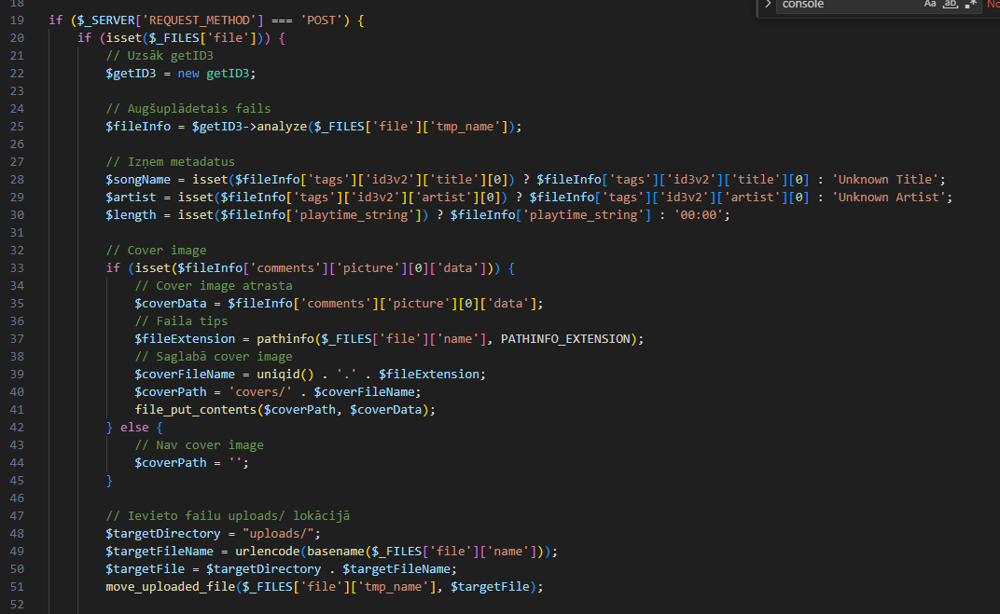 console
Aa ab .*
No
18
19 if ($_SERVER['REQUEST_METHOD'] === 'POST') {
20     if (isset($_FILES['file'])) {
21         // Uzsāk getID3
22         $getID3 = new getID3;
23
24         // Augšuplādetais fails
25         $fileInfo = $getID3->analyze($_FILES['file']['tmp_name']);
26
27         // Izņem metadatus
28         $songName = isset($fileInfo['tags']['id3v2']['title'][0]) ? $fileInfo['tags']['id3v2']['title'][0] : 'Unknown Title';
29         $artist = isset($fileInfo['tags']['id3v2']['artist'][0]) ? $fileInfo['tags']['id3v2']['artist'][0] : 'Unknown Artist';
30         $length = isset($fileInfo['playtime_string']) ? $fileInfo['playtime_string'] : '00:00';
31
32         // Cover image
33         if (isset($fileInfo['comments']['picture'][0]['data'])) {
34             // Cover image atrasta
35             $coverData = $fileInfo['comments']['picture'][0]['data'];
36             // Faila tips
37             $fileExtension = pathinfo($_FILES['file']['name'], PATHINFO_EXTENSION);
38             // Saglabā cover image
39             $coverFileName = uniqid() . '.' . $fileExtension;
40             $coverPath = 'covers/' . $coverFileName;
41             file_put_contents($coverPath, $coverData);
42         } else {
43             // Nav cover image
44             $coverPath = '';
45         }
46
47         // Ievieto failu uploads/ lokācijā
48         $targetDirectory = "uploads/";
49         $targetFileName = urlencode(basename($_FILES['file']['name']));
50         $targetFile = $targetDirectory . $targetFileName;
51         move_uploaded_file($_FILES['file']['tmp_name'], $targetFile);
52